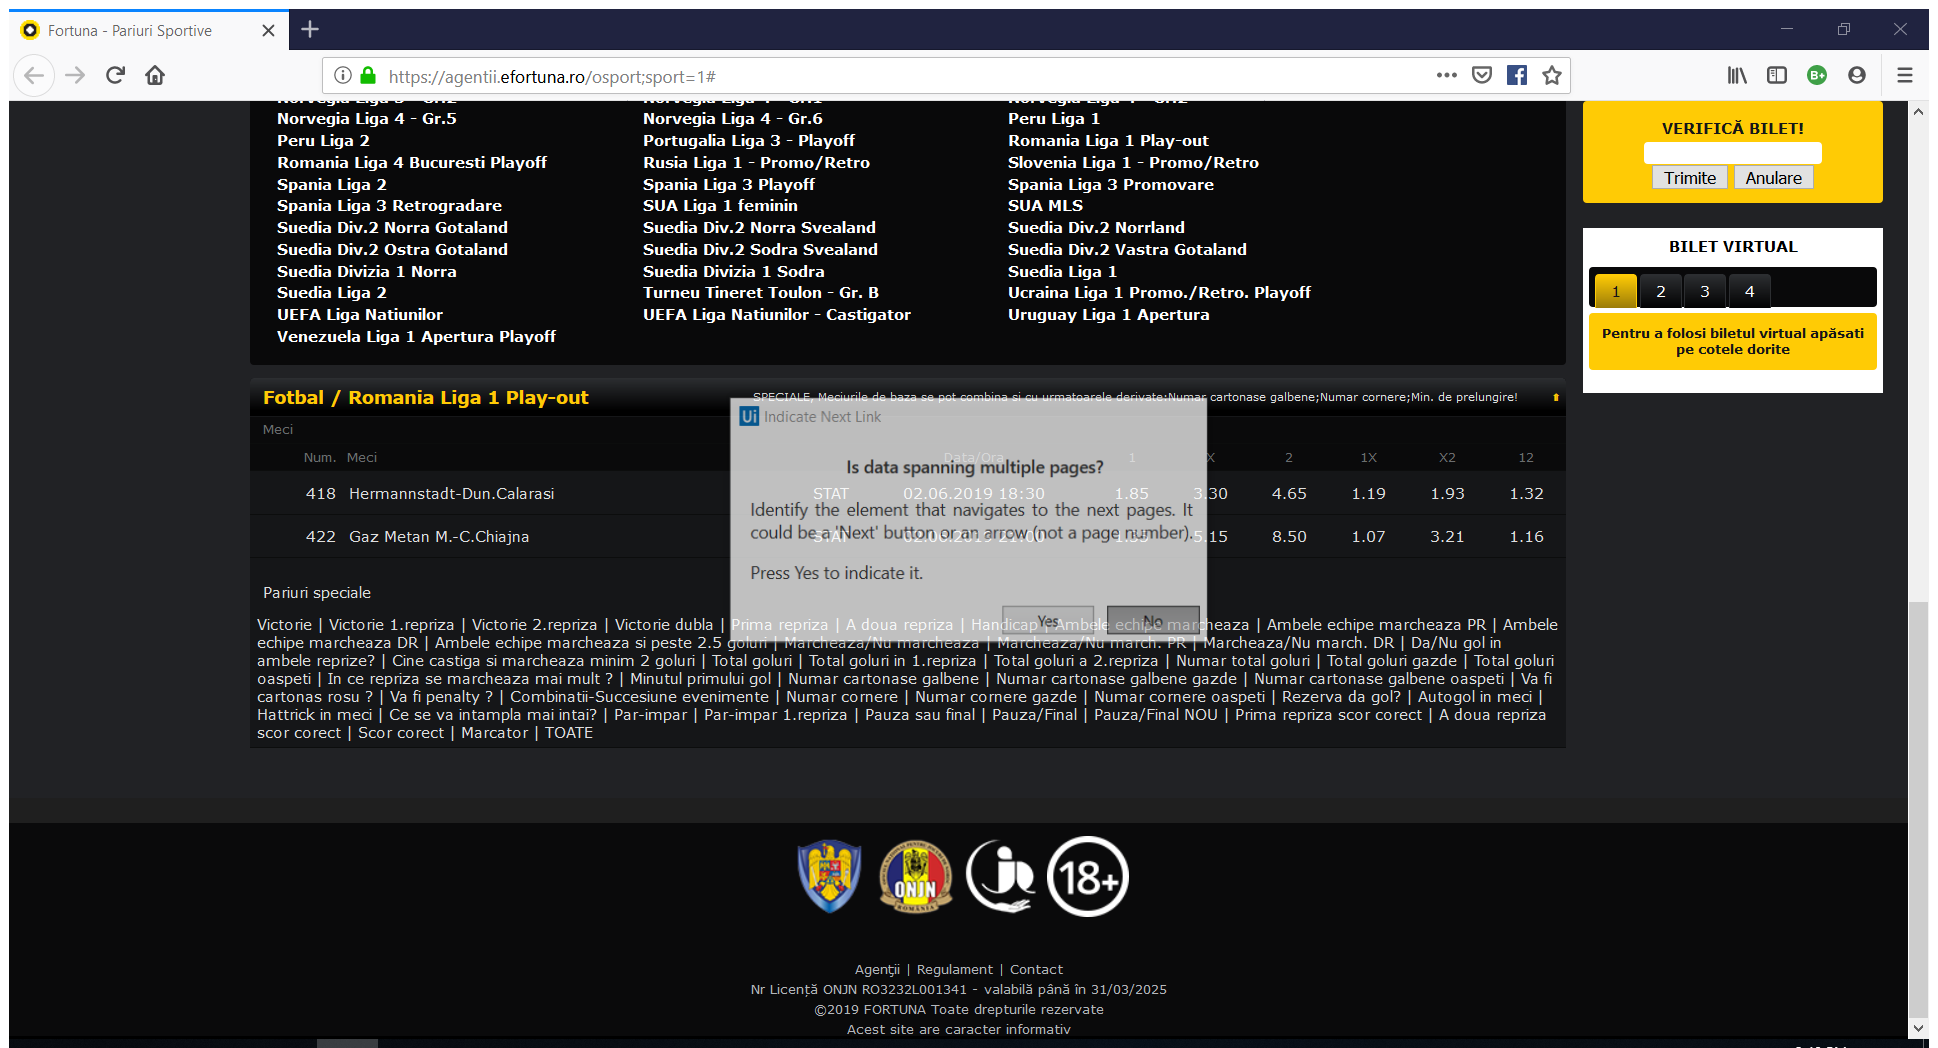 Fortuna - Pariuri Sportive
https://agentii.efortuna.ro/osport;sport=1#
Norvegia Liga 4 - Gr.5 Norvegia Liga 4 - Gr.6 Peru Liga 1
Peru Liga 2 Portugalia Liga 3 - Playoff Romania Liga 1 Play-out
Romania Liga 4 Bucuresti Playoff Rusia Liga 1 - Promo/Retro Slovenia Liga 1 - Promo/Retro
Spania Liga 2 Spania Liga 3 Playoff Spania Liga 3 Promovare
Spania Liga 3 Retrogradare SUA Liga 1 feminin SUA MLS
Suedia Div.2 Norra Gotaland Suedia Div.2 Norra Svealand Suedia Div.2 Norrland
Suedia Div.2 Ostra Gotaland Suedia Div.2 Sodra Svealand Suedia Div.2 Vastra Gotaland
Suedia Divizia 1 Norra Suedia Divizia 1 Sodra Suedia Liga 1
Suedia Liga 2 Turneu Tineret Toulon - Gr. B Ucraina Liga 1 Promo./Retro. Playoff
UEFA Liga Natiunilor UEFA Liga Natiunilor - Castigator Uruguay Liga 1 Apertura
Venezuela Liga 1 Apertura Playoff
VERIFICĂ BILET!
Trimite Anulare
BILET VIRTUAL
1 2 3 4
Pentru a folosi biletul virtual apăsati
pe cotele dorite
Fotbal / Romania Liga 1 Play-out
SPECIALE, Meciurile de baza se pot combina si cu urmatoarele derivate:Numar cartonase galbene;Numar cornere;Min. de prelungire!
Meci
Num. Meci Data/Ora 1 X 2 1X X2 12
418 Hermannstadt-Dun.Calarasi STAT 02.06.2019 18:30 1.85 3.30 4.65 1.19 1.93 1.32
422 Gaz Metan M.-C.Chiajna STAT 02.06.2019 21:00 5.15 8.50 1.07 3.21 1.16
Ui Indicate Next Link
Is data spanning multiple pages?
Identify the element that navigates to the next pages. It
could be a 'Next' button or an arrow (not a page number).
Press Yes to indicate it.
Yes No
Pariuri speciale
Victorie | Victorie 1.repriza | Victorie 2.repriza | Victorie dubla | Prima repriza | A doua repriza | Handicap | Ambele echipe marcheaza | Ambele echipe marcheaza PR | Ambele
echipe marcheaza DR | Ambele echipe marcheaza si peste 2.5 goluri | Marcheaza/Nu marcheaza | Marcheaza/Nu march. PR | Marcheaza/Nu march. DR | Da/Nu gol in
ambele reprize? | Cine castiga si marcheaza minim 2 goluri | Total goluri | Total goluri in 1.repriza | Total goluri a 2.repriza | Numar total goluri | Total goluri gazde | Total goluri
oaspeti | In ce repriza se marcheaza mai mult ? | Minutul primului gol | Numar cartonase galbene | Numar cartonase galbene gazde | Numar cartonase galbene oaspeti | Va fi
cartonas rosu ? | Va fi penalty ? | Combinatii-Succesiune evenimente | Numar cornere | Numar cornere gazde | Numar cornere oaspeti | Rezerva da gol? | Autogol in meci |
Hattrick in meci | Ce se va intampla mai intai? | Par-impar | Par-impar 1.repriza | Pauza sau final | Pauza/Final | Pauza/Final NOU | Prima repriza scor corect | A doua repriza
scor corect | Scor corect | Marcator | TOATE
ONJN
ROMÂNIA
18+
Agenţii | Regulament | Contact
Nr Licență ONJN RO3232L001341 - valabilă până în 31/03/2025
©2019 FORTUNA Toate drepturile rezervate
Acest site are caracter informativ